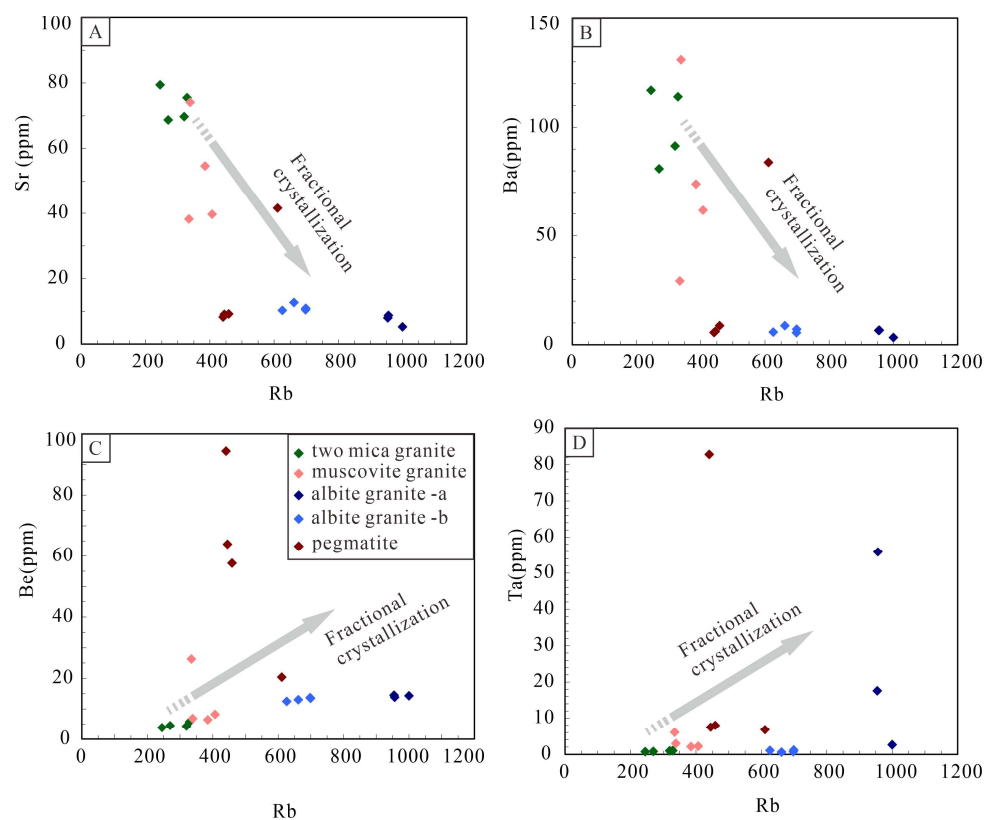 A
Sr (ppm)
100
80
60
40
20
0
0
200
400
600
800
1000
1200
Rb
Fractional
crystallization
B
Ba(ppm)
150
100
50
0
0
200
400
600
800
1000
1200
Rb
Fractional
crystallization
C
Be(ppm)
100
80
60
40
20
0
0
200
400
600
800
1000
1200
Rb
two mica granite
muscovite granite
albite granite -a
albite granite -b
pegmatite
Fractional
crystallization
D
Ta(ppm)
90
80
70
60
50
40
30
20
10
0
0
200
400
600
800
1000
1200
Rb
Fractional
crystallization